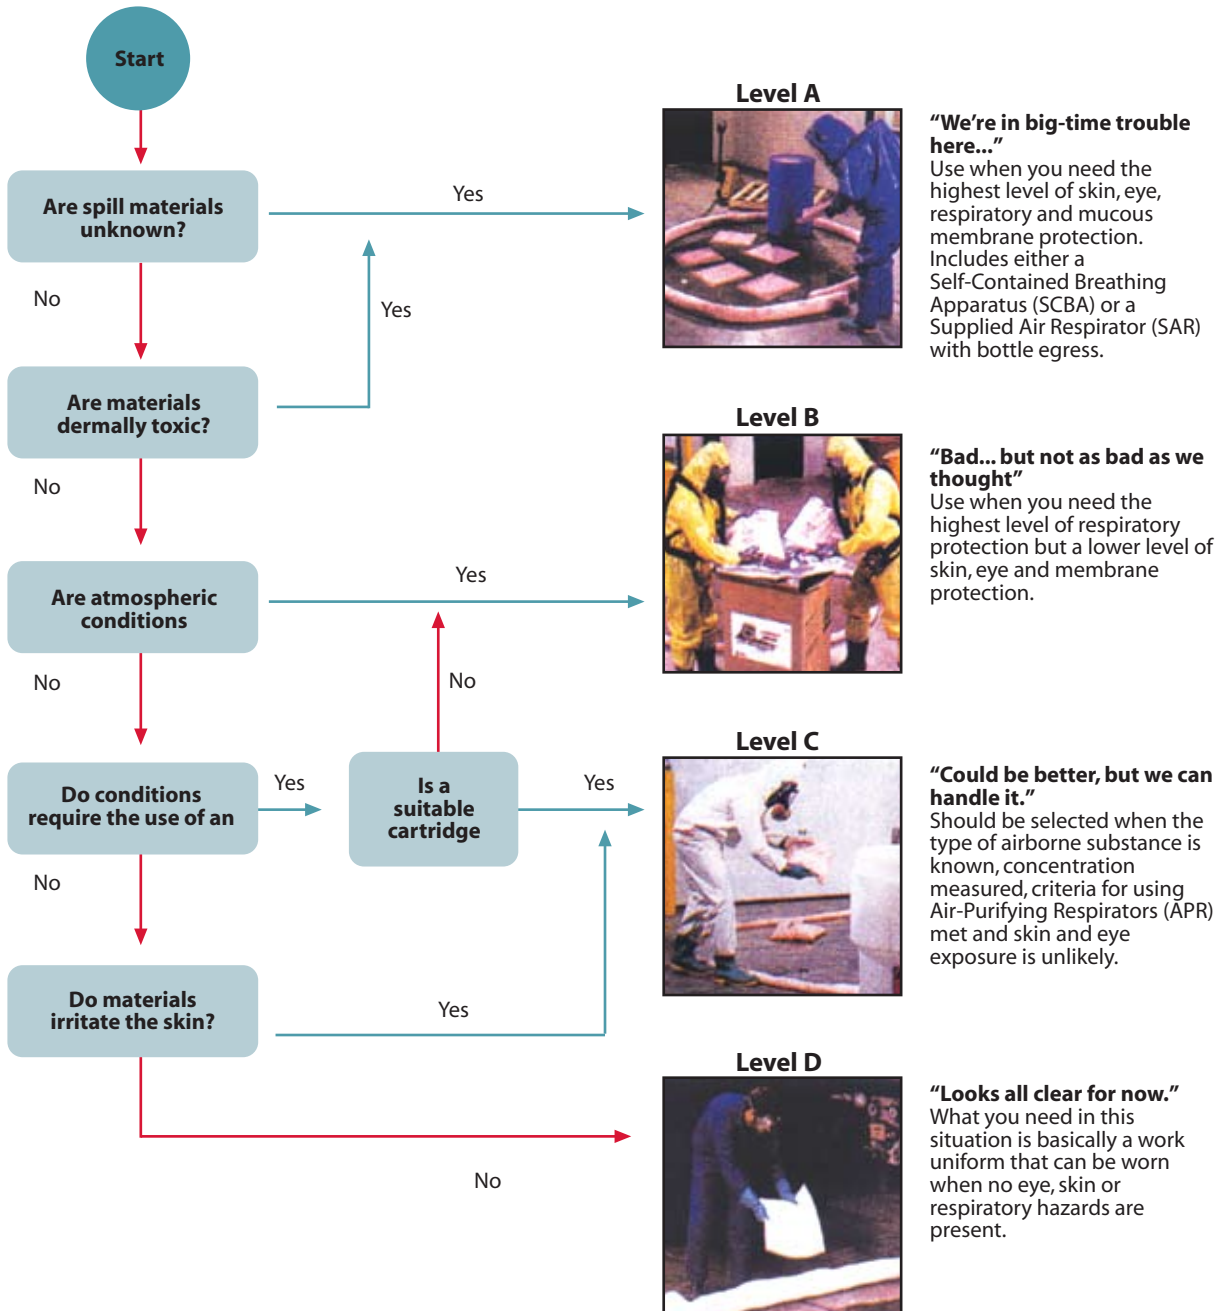 Start
Are spill materials
unknown?
Yes
No
Yes
Are materials
dermally toxic?
No
Are atmospheric
conditions
Yes
No
No
Do conditions
require the use of an
Yes
Is a
suitable
cartridge
Yes
No
Do materials
irritate the skin?
Yes
No
Level A
“We’re in big-time trouble
here...”
Use when you need the
highest level of skin, eye,
respiratory and mucous
membrane protection.
Includes either a
Self-Contained Breathing
Apparatus (SCBA) or a
Supplied Air Respirator (SAR)
with bottle egress.
Level B
“Bad... but not as bad as we
thought”
Use when you need the
highest level of respiratory
protection but a lower level of
skin, eye and membrane
protection.
Level C
“Could be better, but we can
handle it.”
Should be selected when the
type of airborne substance is
known, concentration
measured, criteria for using
Air-Purifying Respirators (APR)
met and skin and eye
exposure is unlikely.
Level D
“Looks all clear for now.”
What you need in this
situation is basically a work
uniform that can be worn
when no eye, skin or
respiratory hazards are
present.